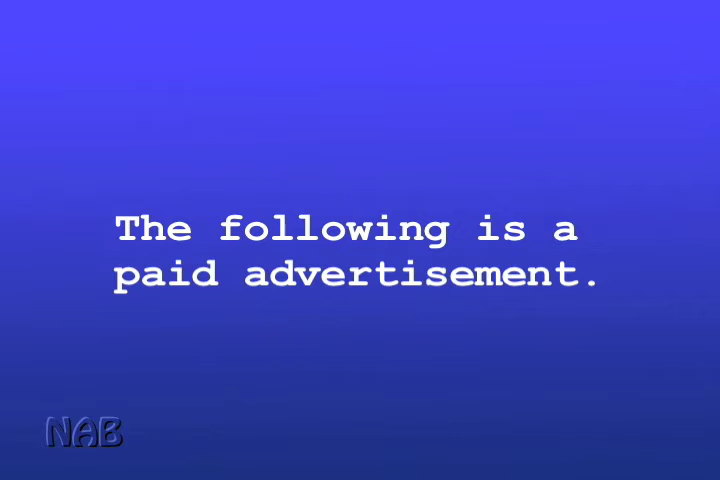 The following is a
paid advertisement.
NAB